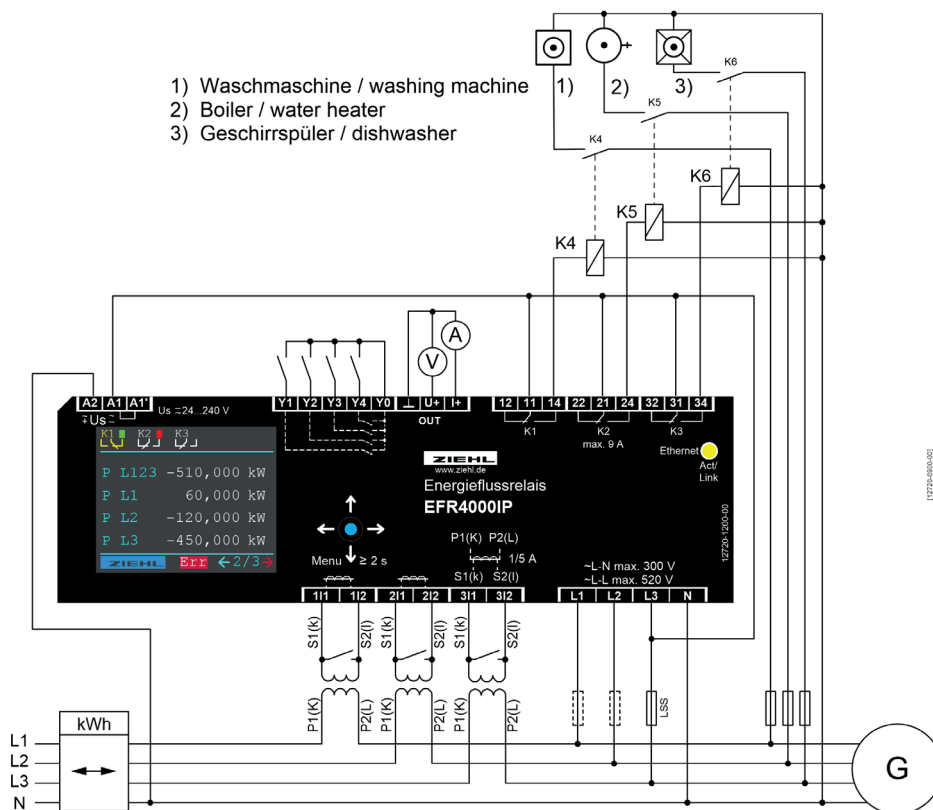 K6
1) 2) 3)
1) Waschmaschine / washing machine
2) Boiler / water heater
3) Geschirrspüler / dishwasher
K5
K4
K6
K5
K4
A
V
A2 A1 A1'
Us 24...240 V
Us
Y1 Y2 Y3 Y4 Y0
⊥ U+ I+
OUT
12 11 14
K1
22 21 24
K2
max. 9 A
32 31 34
K3
K1 K2 K3
P L123 -510,000 kW
P L1 60,000 kW
P L2 -120,000 kW
P L3 -450,000 kW
ZIEHL Err ←2/3→
ZIEHL
www.ziehl.de
Energieflussrelais
EFR4000IP
Ethernet
Act/
Link
12720-1200-00
[12720-0900-00]
Menu ≥ 2 s
P1(K) P2(L)
1/5 A
S1(k) S2(l)
~L-N max. 300 V
~L-L max. 520 V
1I1 1I2 2I1 2I2 3I1 3I2
L1 L2 L3 N
S1(k) S2(l) S1(k) S2(l) S1(k) S2(l)
P1(K) P2(L) P1(K) P2(L) P1(K) P2(L)
LSS
kWh
L1
L2
L3
N
G